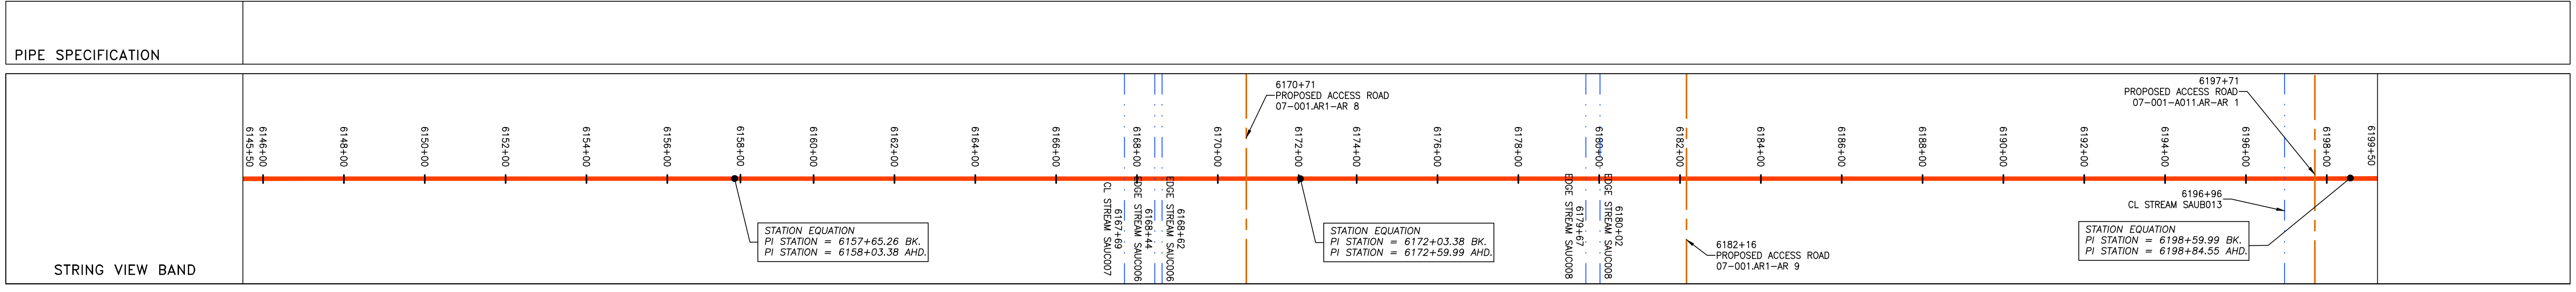 PIPE SPECIFICATION
STRING VIEW BAND
6145+50
6146+00
6148+00
6150+00
6152+00
6154+00
6156+00
6158+00
6160+00
6162+00
6164+00
6166+00
6168+00
6170+00
6172+00
6174+00
6176+00
6178+00
6180+00
6182+00
6184+00
6186+00
6188+00
6190+00
6192+00
6194+00
6196+00
6198+00
6199+50
STATION EQUATION
PI STATION = 6157+65.26 BK.
PI STATION = 6158+03.38 AHD.
6167+69
CL STREAM SAUC007
6168+44
EDGE STREAM SAUC006
6168+62
EDGE STREAM SAUC006
6170+71
PROPOSED ACCESS ROAD
07-001.AR1-AR 8
STATION EQUATION
PI STATION = 6172+03.38 BK.
PI STATION = 6172+59.99 AHD.
6179+67
EDGE STREAM SAUC008
6180+02
EDGE STREAM SAUC008
6182+16
PROPOSED ACCESS ROAD
07-001.AR1-AR 9
6197+71
PROPOSED ACCESS ROAD
07-001-A011.AR-AR 1
6196+96
CL STREAM SAUB013
STATION EQUATION
PI STATION = 6198+59.99 BK.
PI STATION = 6198+84.55 AHD.